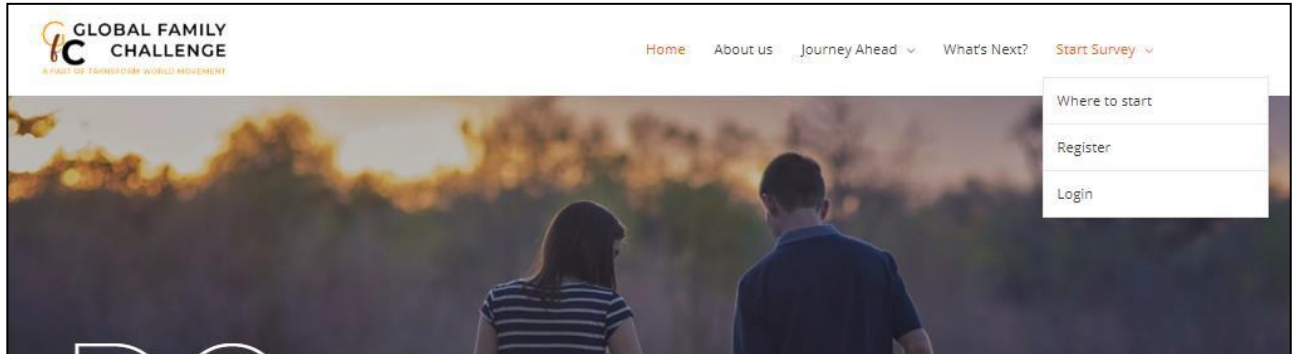 GLOBAL FAMILY
CHALLENGE
A PART OF TRANSFORM WORLD MOVEMENT
Home About us Journey Ahead What's Next? Start Survey
Where to start
Register
Login